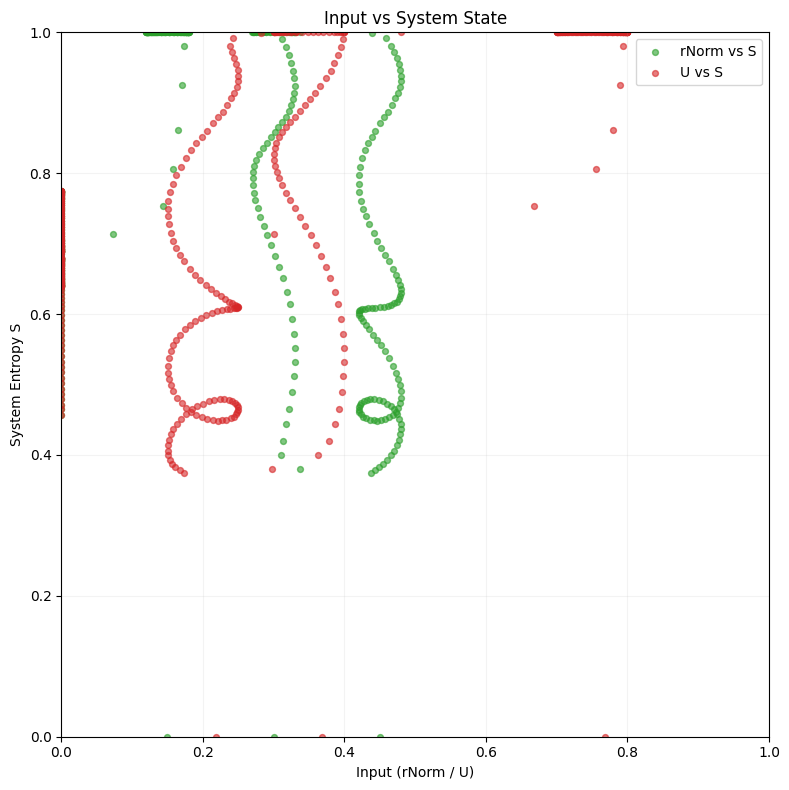 Input vs System State
rNorm vs S
U vs S
1.0
0.8
0.6
0.4
0.2
0.0
System Entropy S
0.0 0.2 0.4 0.6 0.8 1.0
Input (rNorm / U)